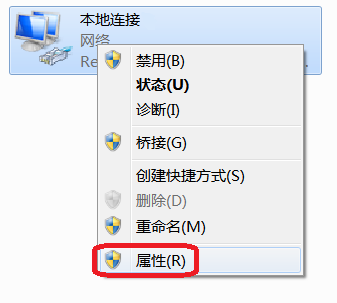 本地连接
网络
Re
禁用(B)
状态(U)
诊断(I)
桥接(G)
创建快捷方式(S)
删除(D)
重命名(M)
属性(R)